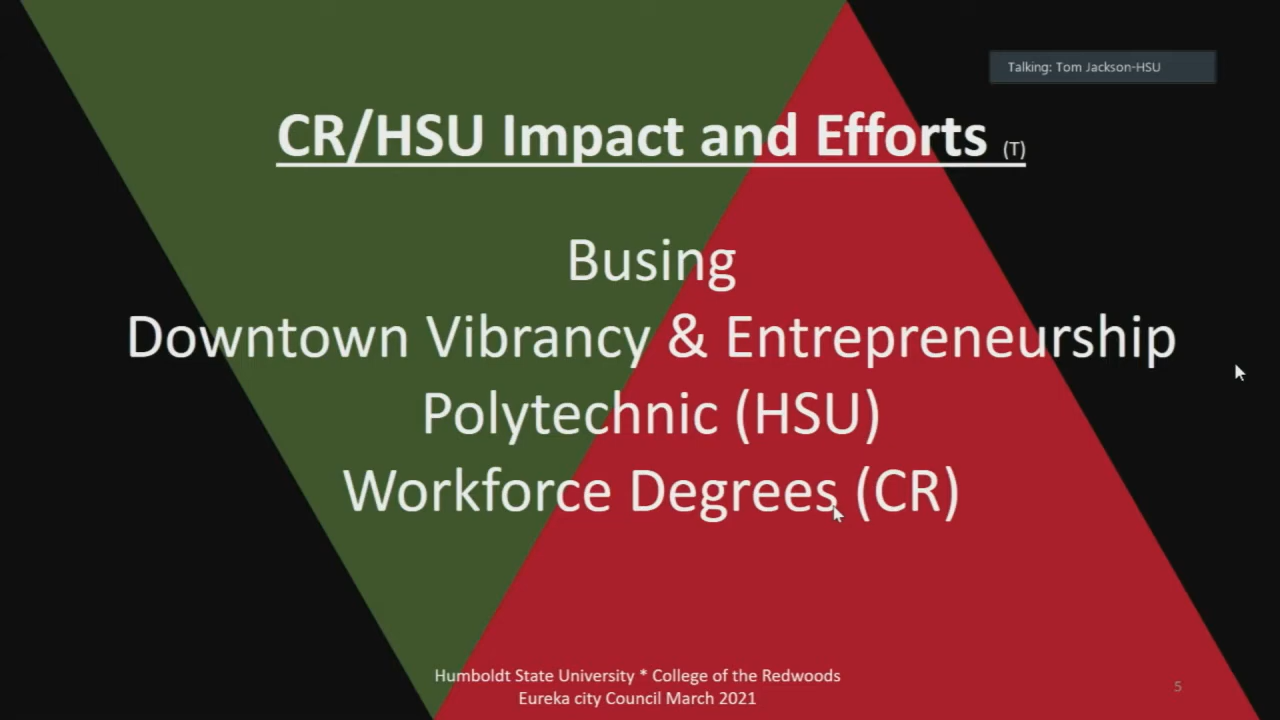 Talking: Tom Jackson-HSU
CR/HSU Impact and Efforts (T)
Busing
Downtown Vibrancy & Entrepreneurship
Polytechnic (HSU)
Workforce Degrees (CR)
Humboldt State University * College of the Redwoods
Eureka city Council March 2021
5